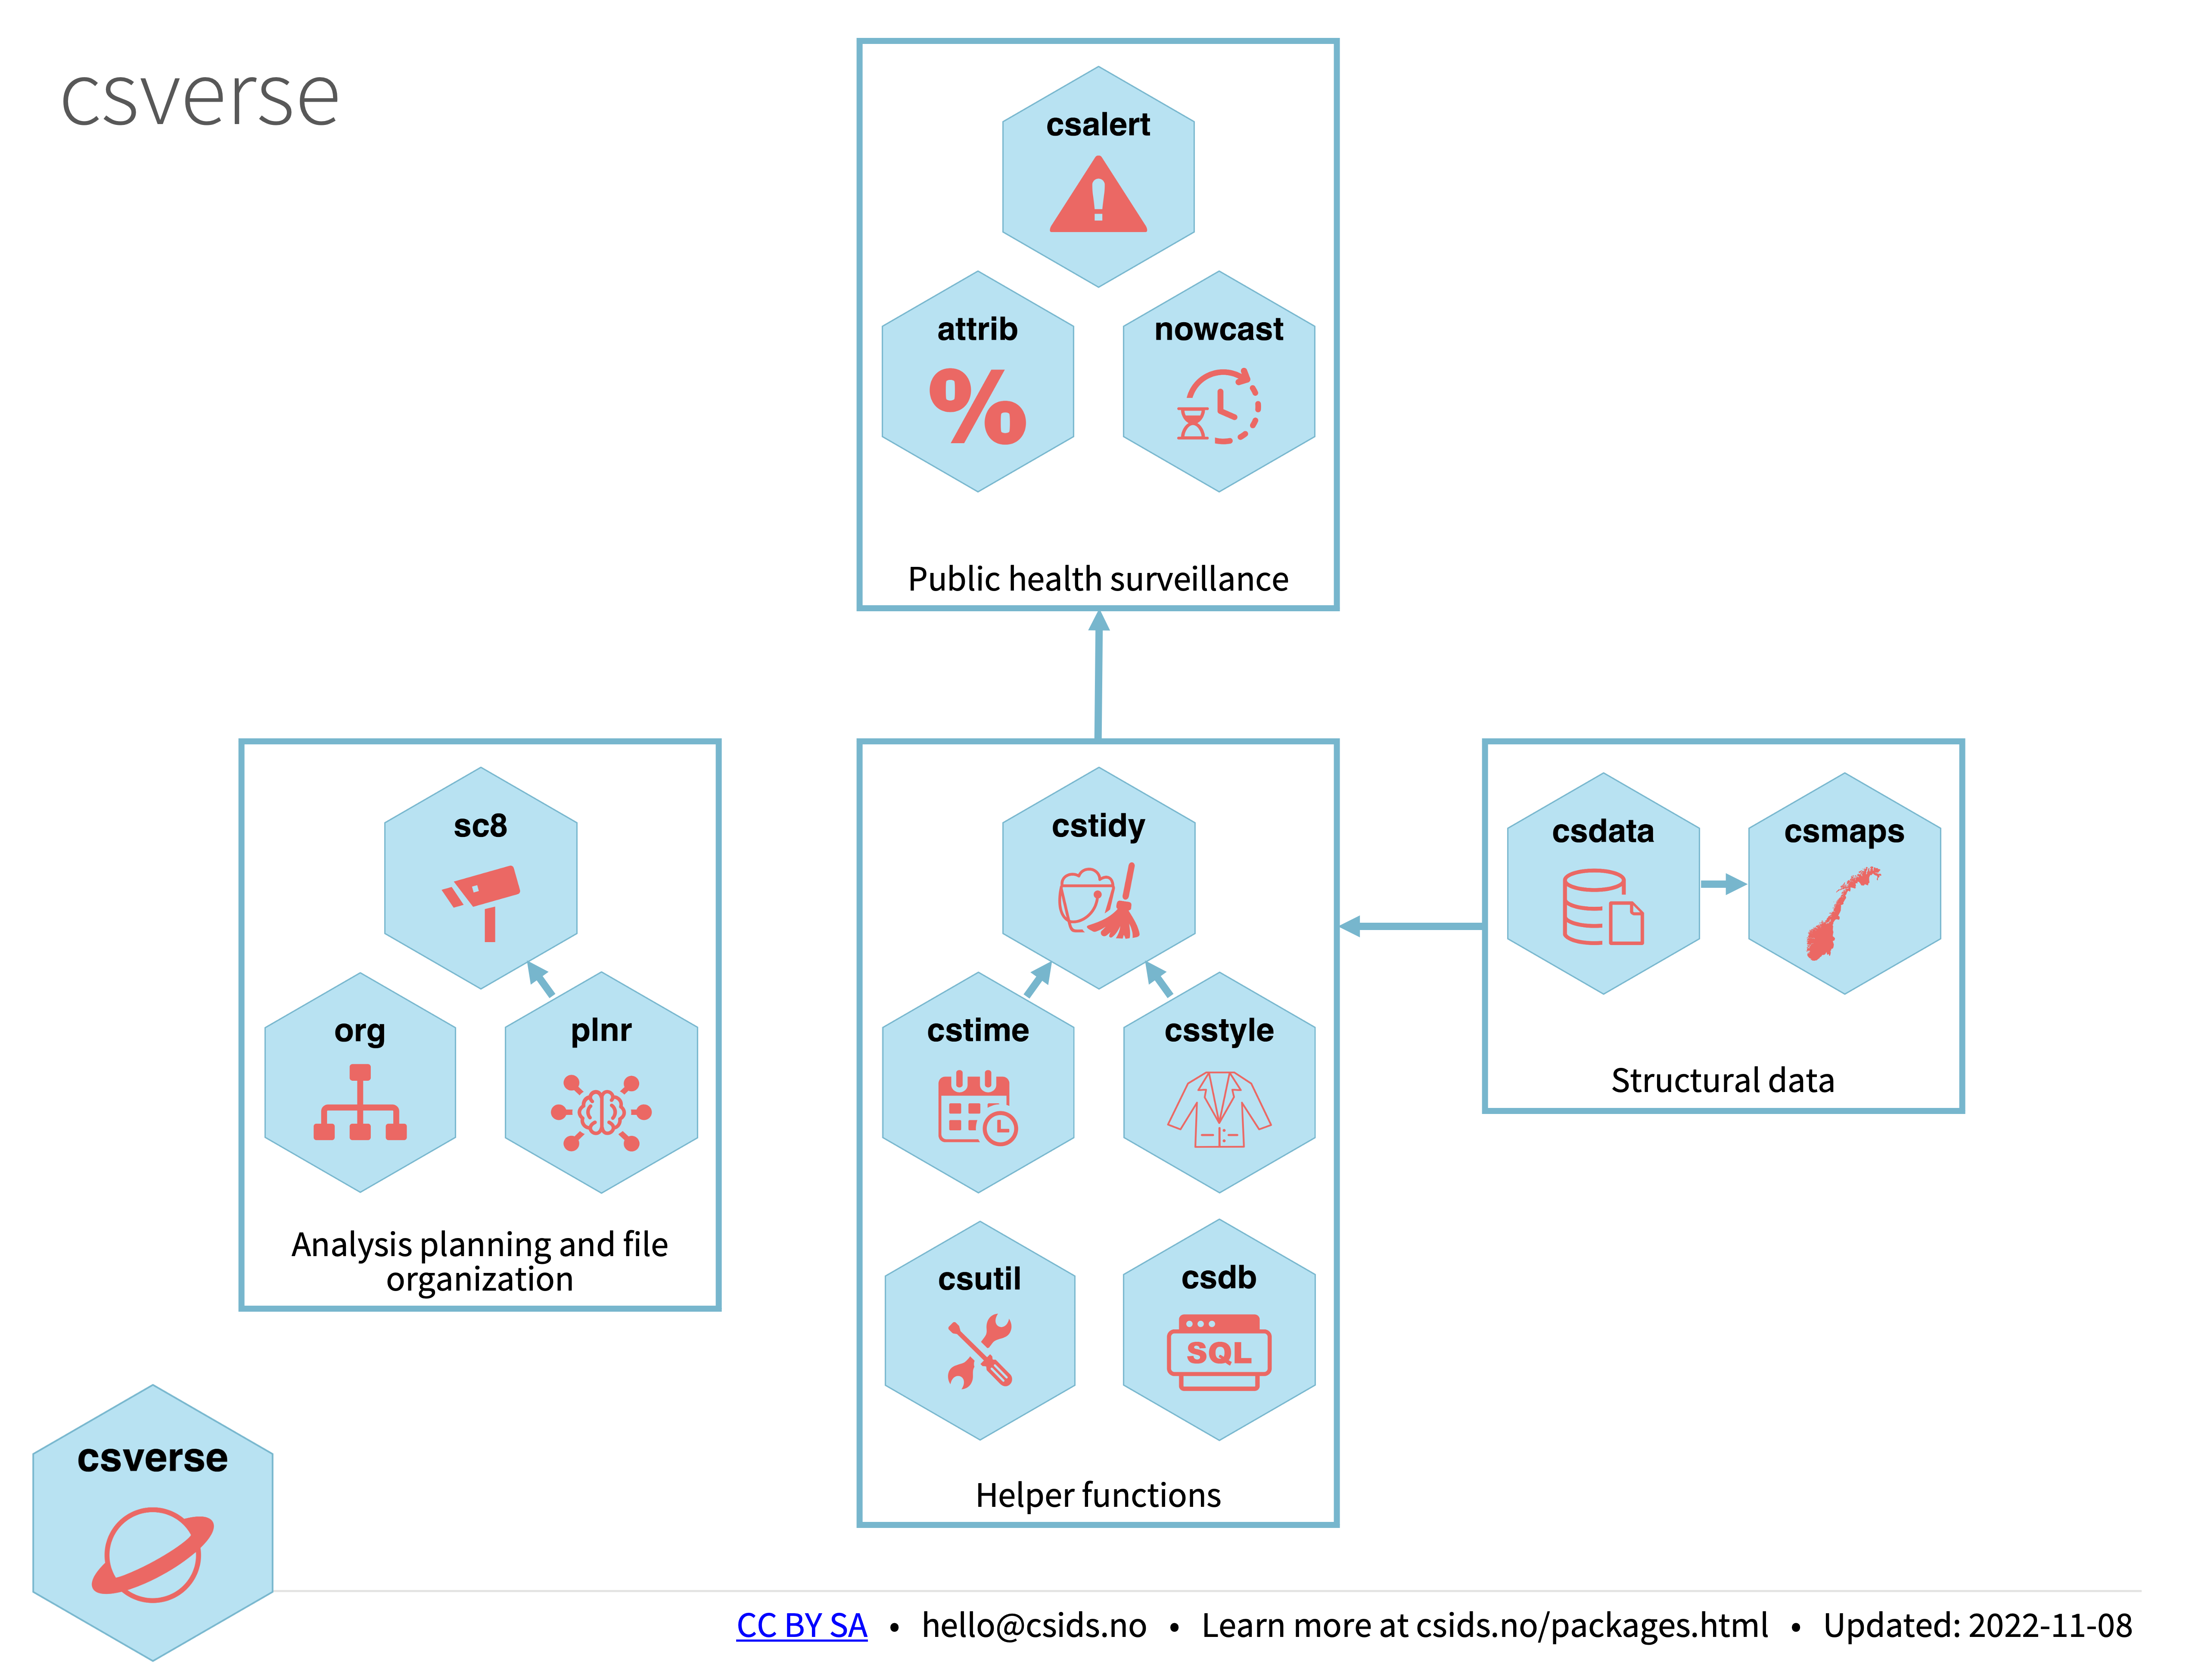 csverse
csalert
attrib
nowcast
Public health surveillance
sc8
org
plnr
Analysis planning and file
organization
cstidy
cstime
csstyle
csutil
csdb
SQL
Helper functions
csdata
csmaps
Structural data
csverse
CC BY SA • hello@csids.no • Learn more at csids.no/packages.html • Updated: 2022-11-08